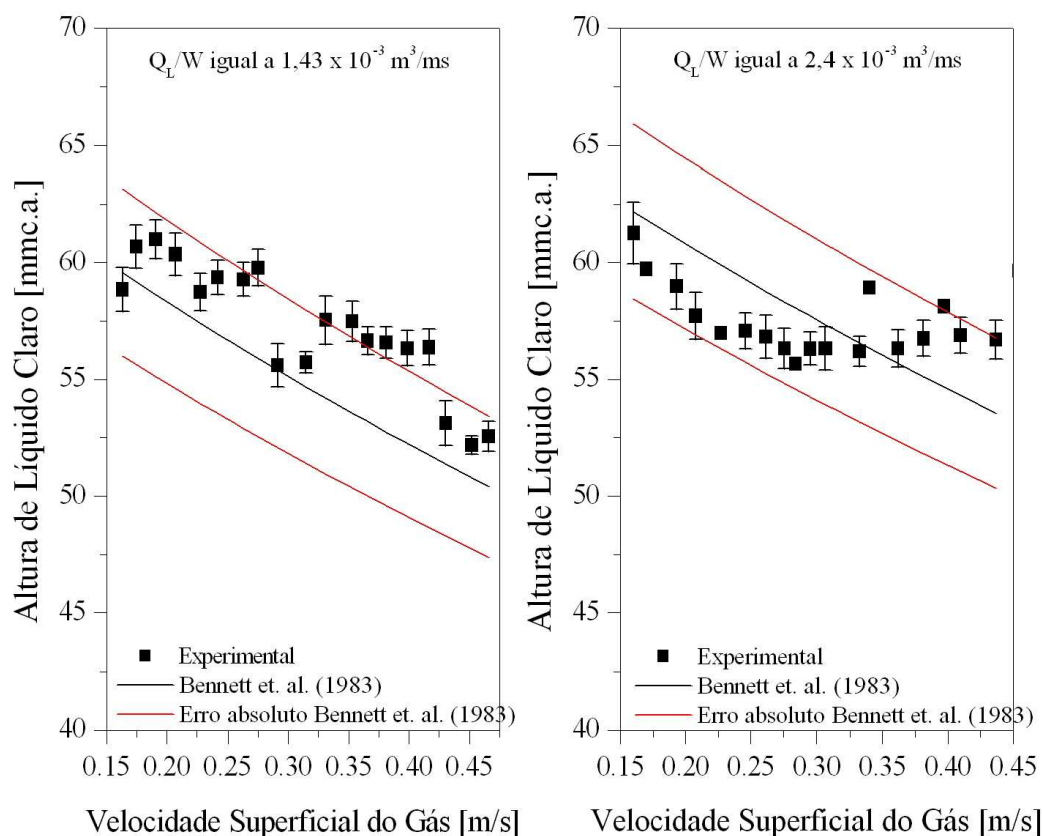 Q_L/W igual a 1,43 x 10^-3 m^3/ms
Altura de Líquido Claro [mmc.a.]
70
65
60
55
50
45
40
Experimental
Bennett et. al. (1983)
Erro absoluto Bennett et. al. (1983)
0.15 0.20 0.25 0.30 0.35 0.40 0.45
Velocidade Superficial do Gás [m/s]
Q_L/W igual a 2,4 x 10^-3 m^3/ms
Altura de Líquido Claro [mmc.a.]
70
65
60
55
50
45
40
Experimental
Bennett et. al. (1983)
Erro absoluto Bennett et. al. (1983)
0.15 0.20 0.25 0.30 0.35 0.40 0.45
Velocidade Superficial do Gás [m/s]